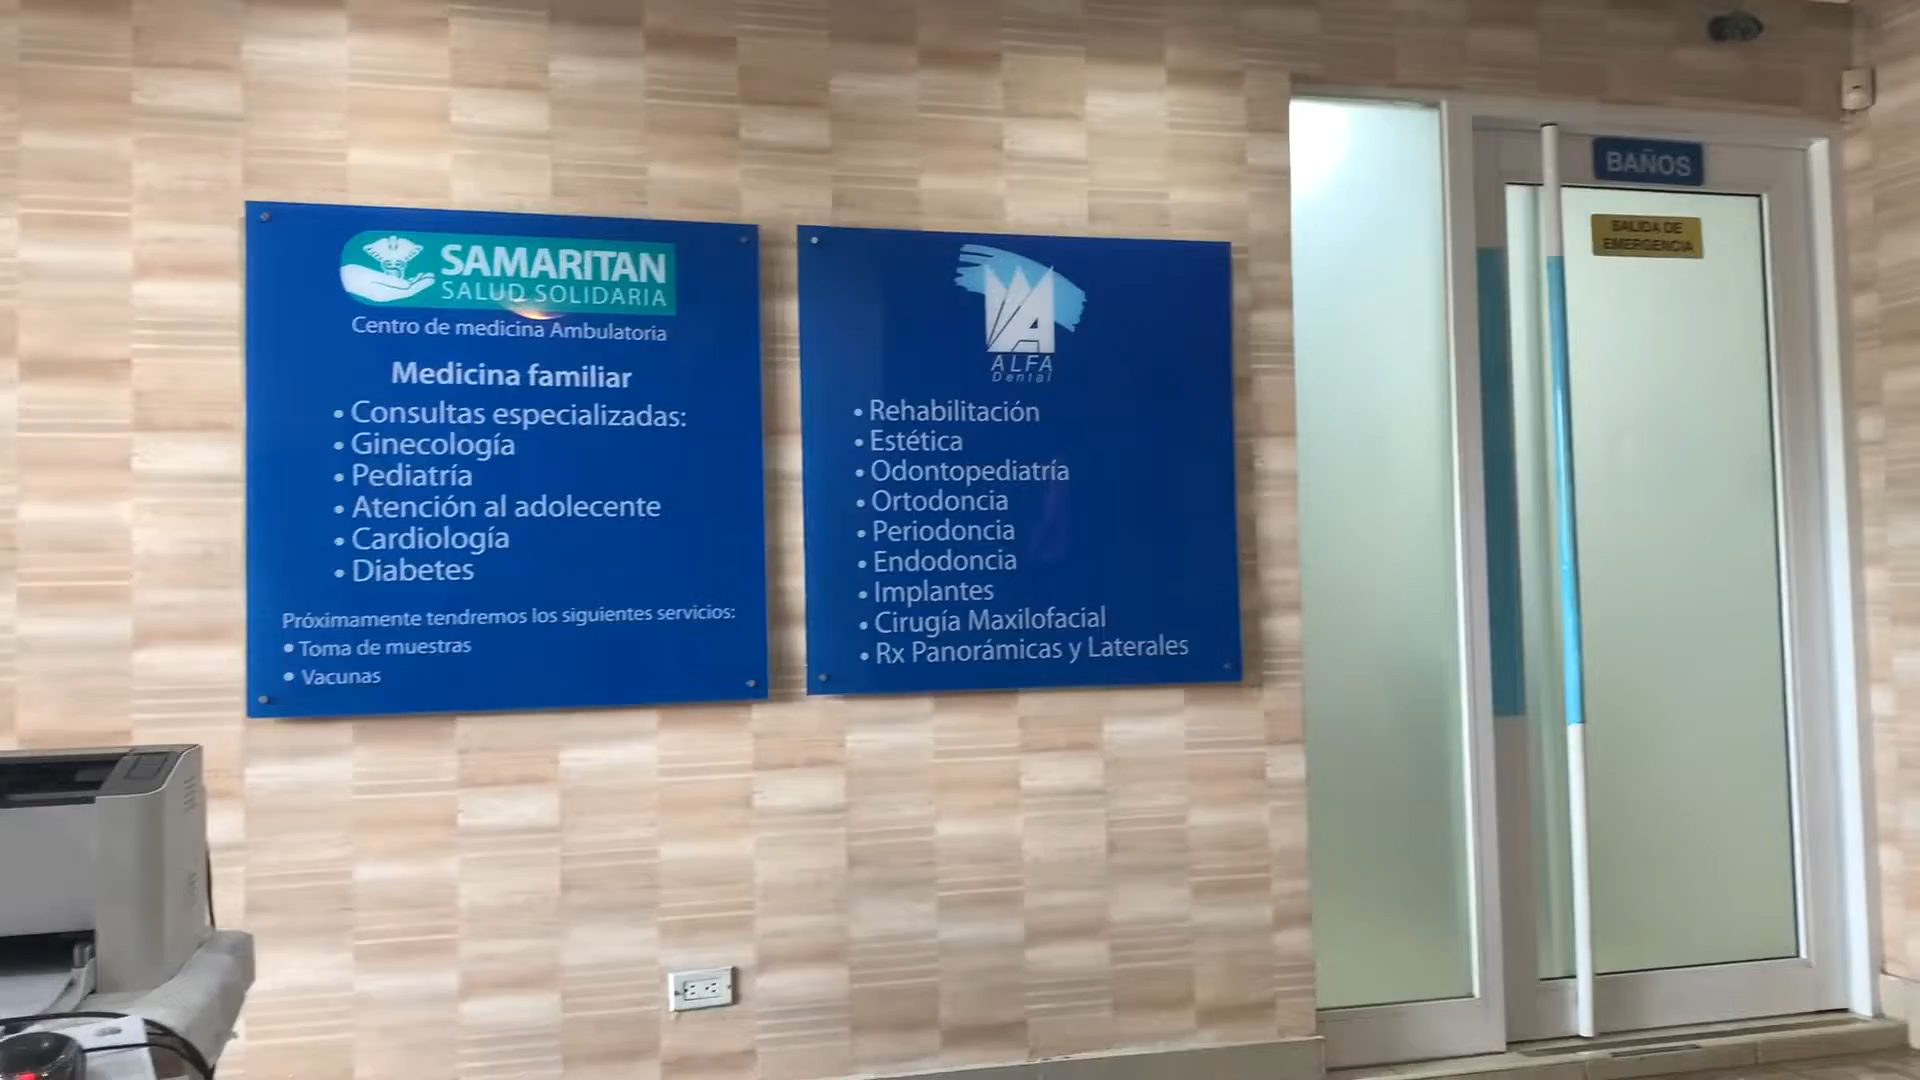 SAMARITAN
SALUD SOLIDARIA
Centro de medicina Ambulatoria
Medicina familiar
• Consultas especializadas:
• Ginecología
• Pediatría
• Atención al adolecente
• Cardiología
• Diabetes
Próximamente tendremos los siguientes servicios:
• Toma de muestras
• Vacunas
ALFA
Dental
• Rehabilitación
• Estética
• Odontopediatría
• Ortodoncia
• Periodoncia
• Endodoncia
• Implantes
• Cirugía Maxilofacial
• Rx Panorámicas y Laterales
BAÑOS
SALIDA DE
EMERGENCIA